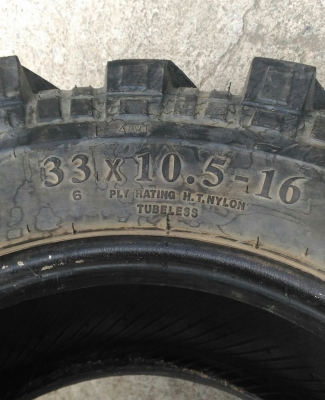 33 x 10.5-16
6 PLY RATING H.T.NYLON
TUBELESS